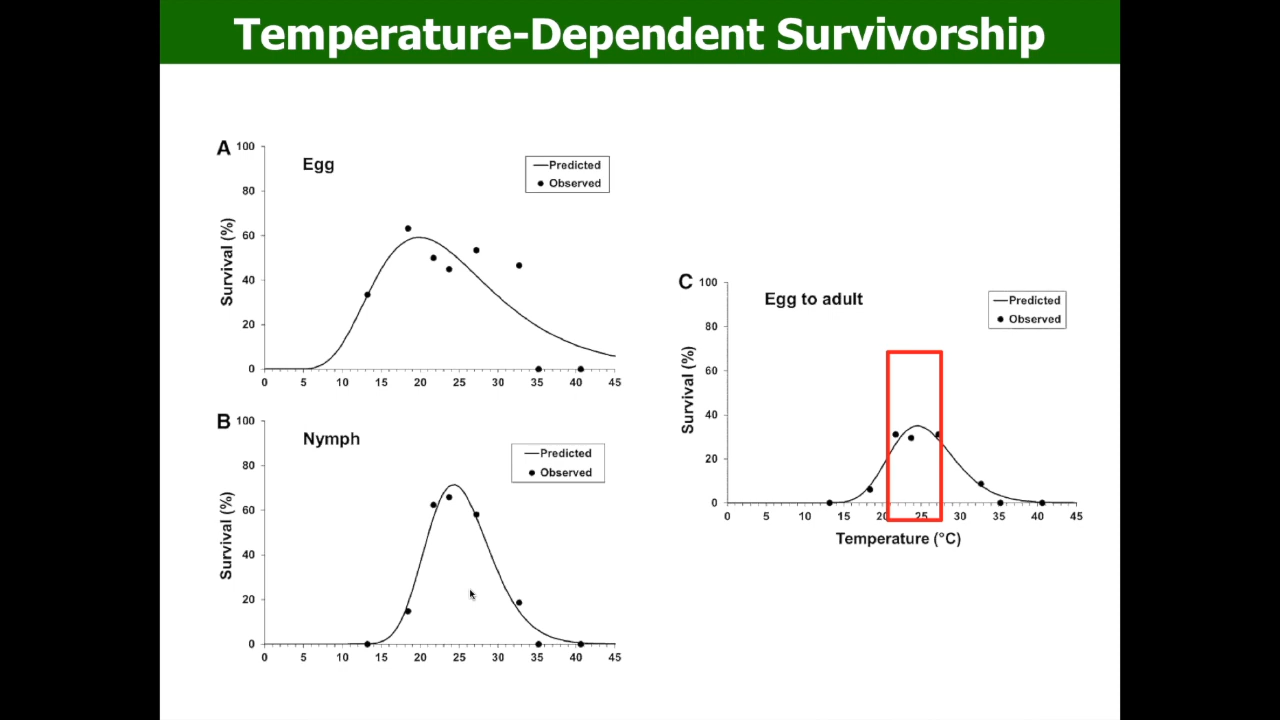 Temperature-Dependent Survivorship
A
Egg
Predicted
Observed
Survival (%)
100
80
60
40
20
0
0 5 10 15 20 25 30 35 40 45
B
Nymph
Predicted
Observed
Survival (%)
100
80
60
40
20
0
0 5 10 15 20 25 30 35 40 45
C
Egg to adult
Predicted
Observed
Survival (%)
100
80
60
40
20
0
0 5 10 15 20 25 30 35 40 45
Temperature (°C)